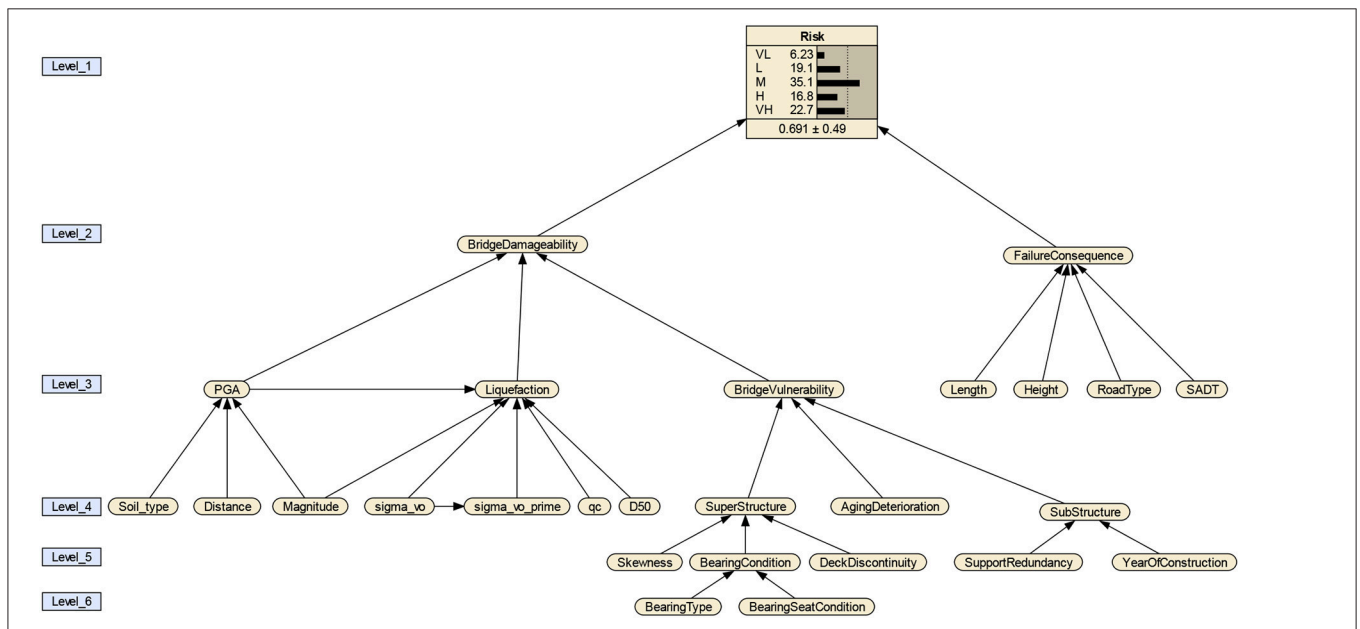 Risk
Level_1
VL 6.23
L 19.1
M 35.1
H 16.8
VH 22.7
0.691 ± 0.49
Level_2
BridgeDamageability
FailureConsequence
Level_3
PGA
Liquefaction
BridgeVulnerability
Length
Height
RoadType
SADT
Level_4
Soil_type
Distance
Magnitude
sigma_vo
sigma_vo_prime
qc
D50
SuperStructure
AgingDeterioration
SubStructure
Level_5
Skewness
BearingCondition
DeckDiscontinuity
SupportRedundancy
YearOfConstruction
Level_6
BearingType
BearingSeatCondition